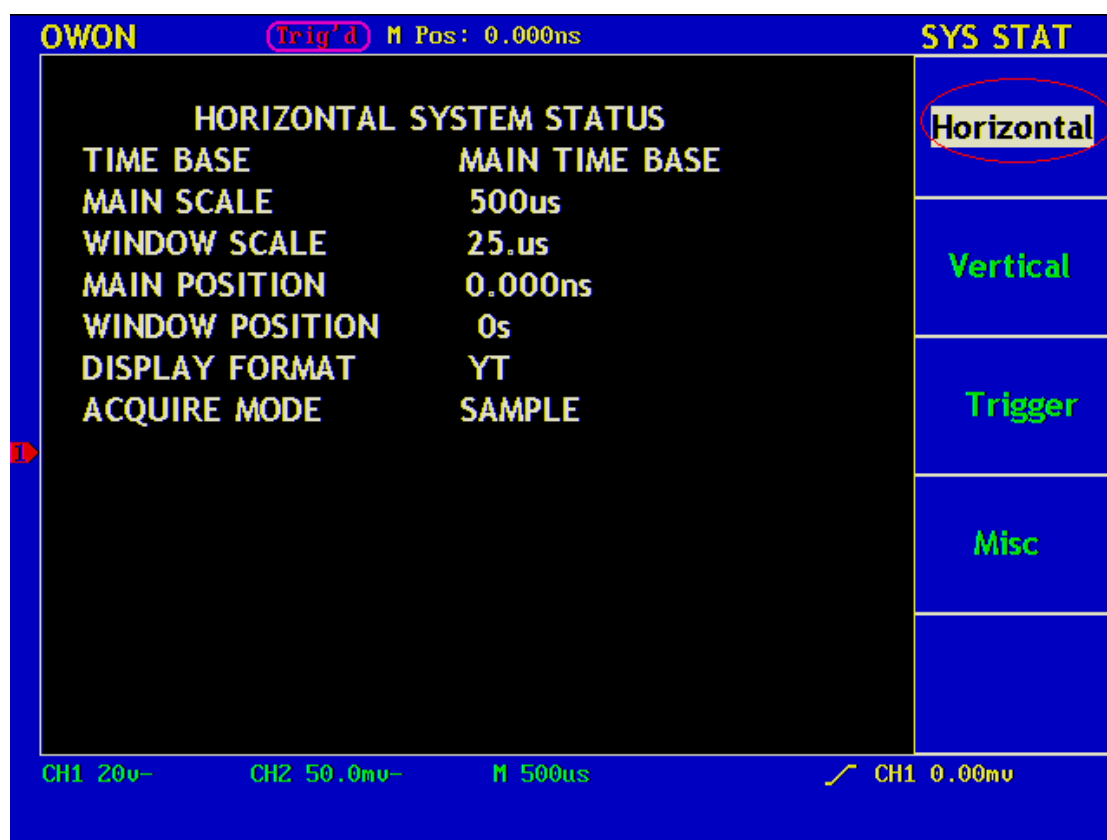 OWON Trig'd M Pos: 0.000ns SYS STAT
HORIZONTAL SYSTEM STATUS
TIME BASE MAIN TIME BASE
MAIN SCALE 500us
WINDOW SCALE 25.us
MAIN POSITION 0.000ns
WINDOW POSITION 0s
DISPLAY FORMAT YT
ACQUIRE MODE SAMPLE
1
Horizontal
Vertical
Trigger
Misc
CH1 20v- CH2 50.0mv- M 500us CH1 0.00mv